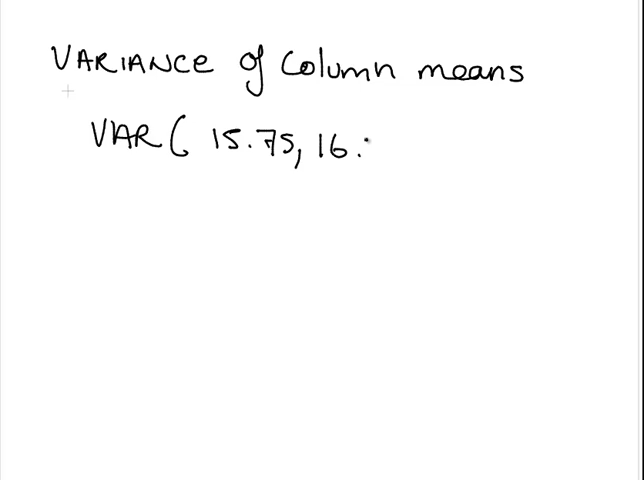 VARIANCE of column means
VAR( 15.75, 16.